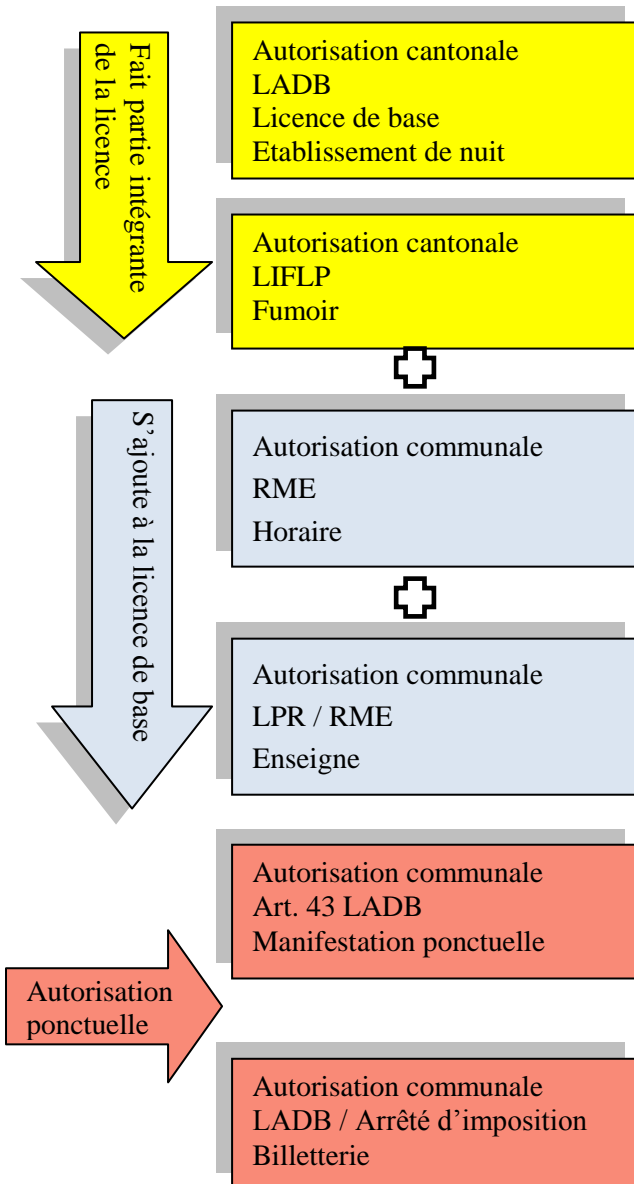 Fait partie intégrante
de la licence
Autorisation cantonale
LADB
Licence de base
Etablissement de nuit
Autorisation cantonale
LIFLP
Fumoir
S’ajoute à la licence de base
Autorisation communale
RME
Horaire
Autorisation communale
LPR / RME
Enseigne
Autorisation
ponctuelle
Autorisation communale
Art. 43 LADB
Manifestation ponctuelle
Autorisation communale
LADB / Arrêté d’imposition
Billetterie